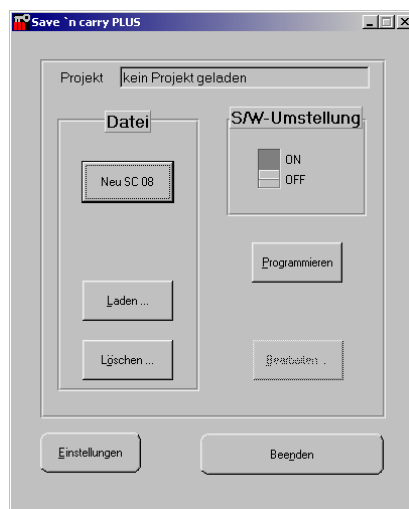 Save `n carry PLUS
Projekt kein Projekt geladen
Datei
S/W-Umstellung
ON
OFF
Neu SC 08
Programmieren
Laden ...
Löschen ...
Bearbeiten ..
Einstellungen
Beenden